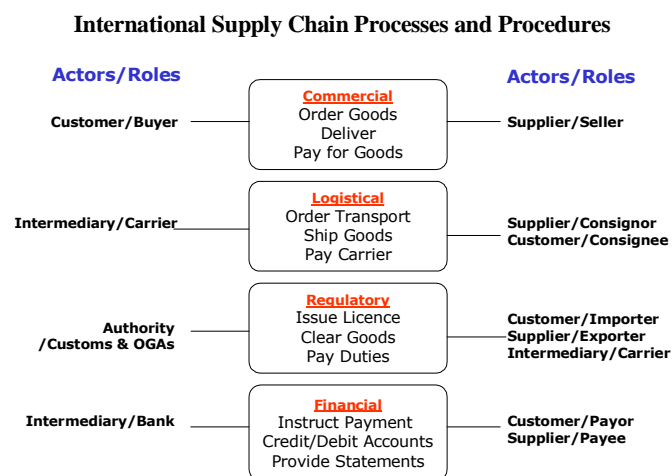 International Supply Chain Processes and Procedures
Actors/Roles
Actors/Roles
Customer/Buyer
Commercial
Order Goods
Deliver
Pay for Goods
Supplier/Seller
Intermediary/Carrier
Logistical
Order Transport
Ship Goods
Pay Carrier
Supplier/Consignor
Customer/Consignee
Authority
/Customs & OGAs
Regulatory
Issue Licence
Clear Goods
Pay Duties
Customer/Importer
Supplier/Exporter
Intermediary/Carrier
Intermediary/Bank
Financial
Instruct Payment
Credit/Debit Accounts
Provide Statements
Customer/Payor
Supplier/Payee